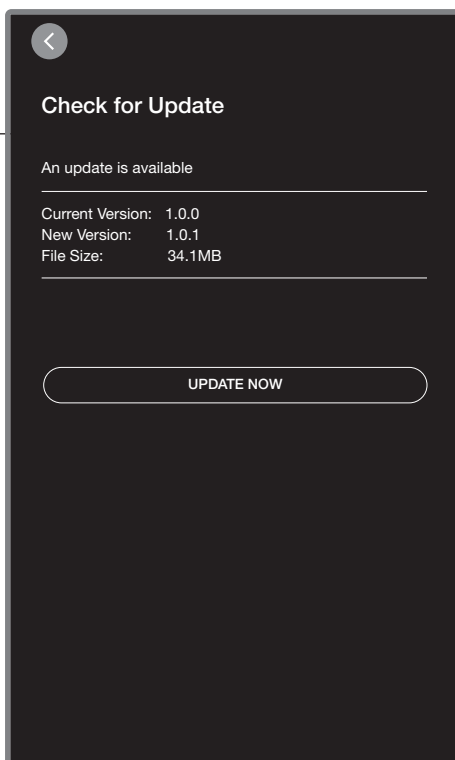 Check for Update
An update is available
Current Version: 1.0.0
New Version: 1.0.1
File Size: 34.1MB
UPDATE NOW